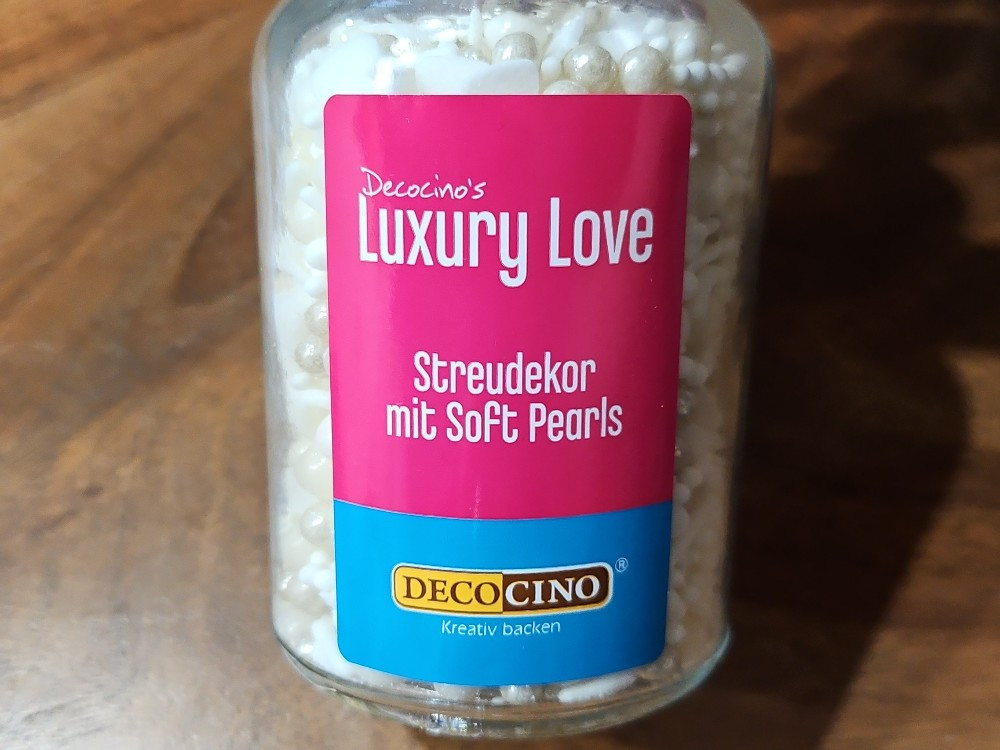 Decocino's
Luxury Love
Streudekor
mit Soft Pearls
DECOCINO®
Kreativ backen